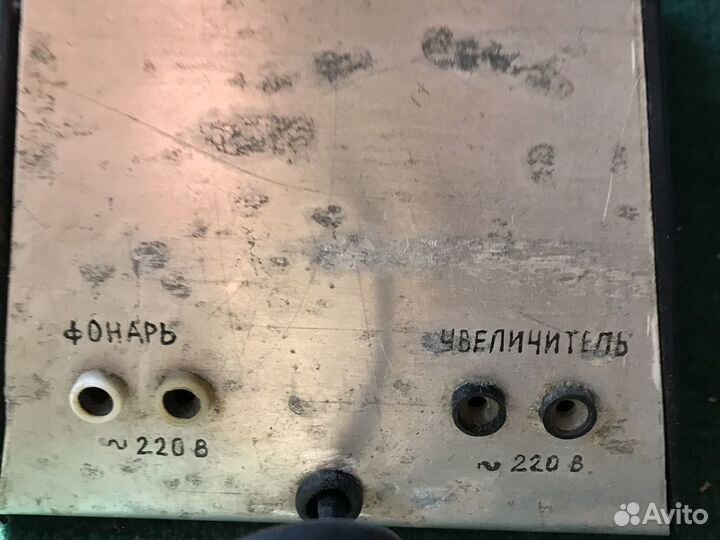 ФОНАРЬ
УВЕЛИЧИТЕЛЬ
~ 220 В
~ 220 В
Avito